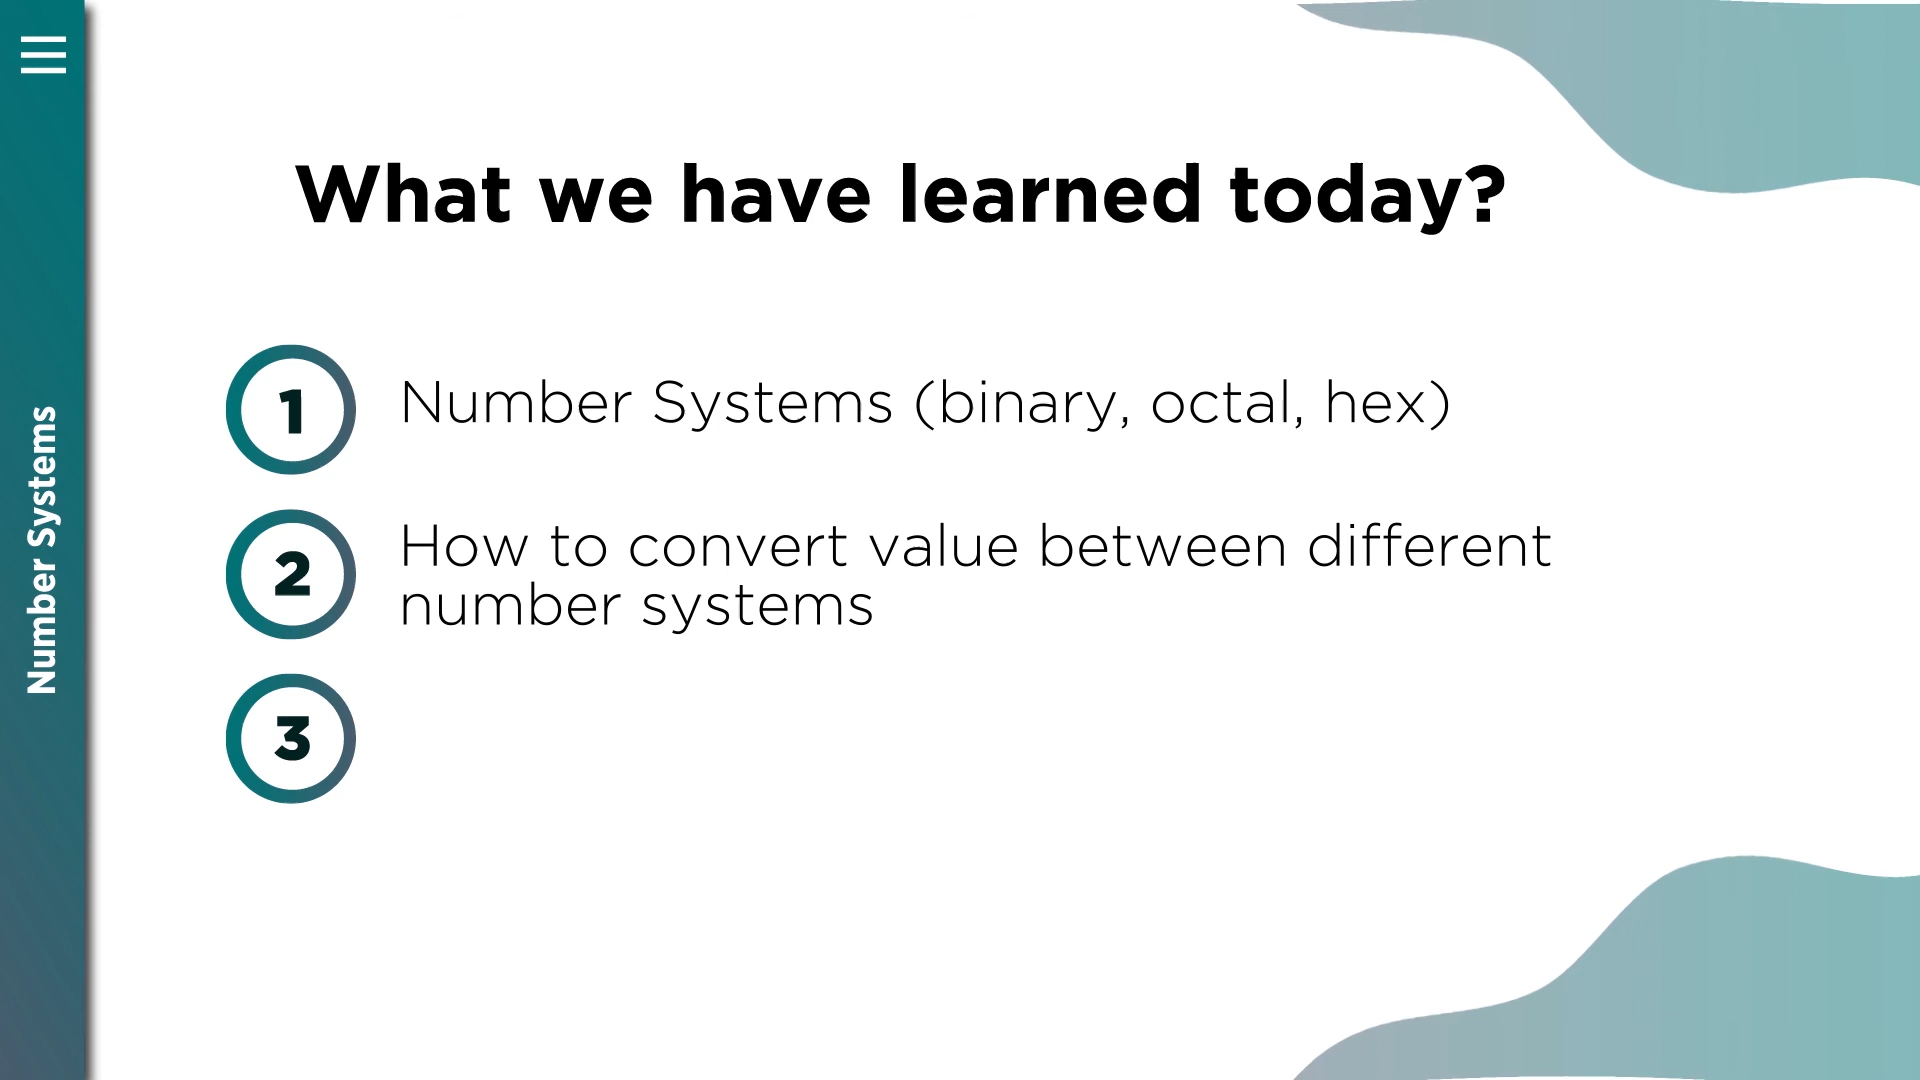 What we have learned today?
1
Number Systems (binary, octal, hex)
2
How to convert value between different
number systems
3
Number Systems